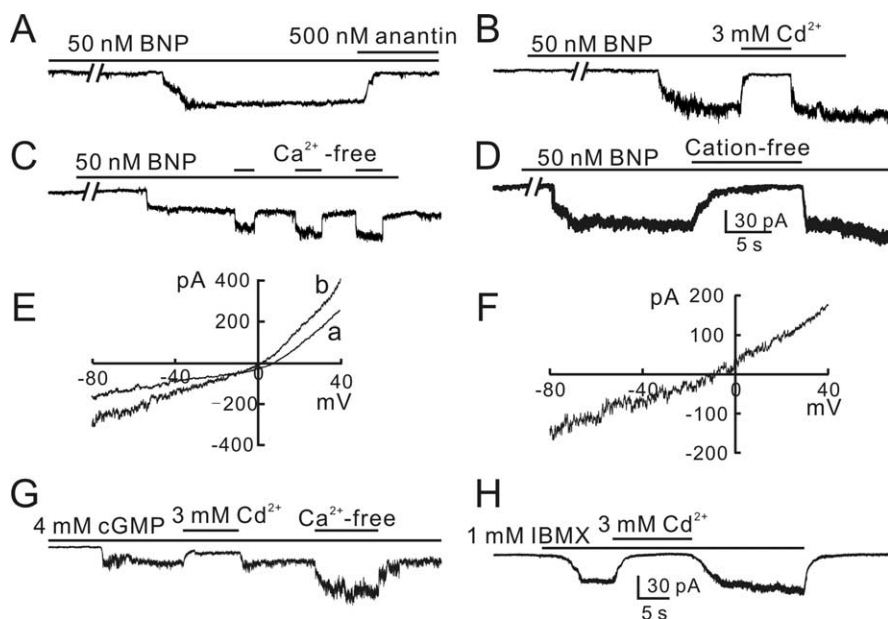 A
50 nM BNP
500 nM anantin
B
50 nM BNP
3 mM Cd²⁺
C
50 nM BNP
Ca²⁺ -free
D
50 nM BNP
Cation-free
30 pA
5 s
E
pA
400
200
-200
-400
-80
-40
0
40
mV
b
a
F
pA
200
100
-100
-200
-80
-40
0
40
mV
G
4 mM cGMP
3 mM Cd²⁺
Ca²⁺-free
H
1 mM IBMX
3 mM Cd²⁺
30 pA
5 s